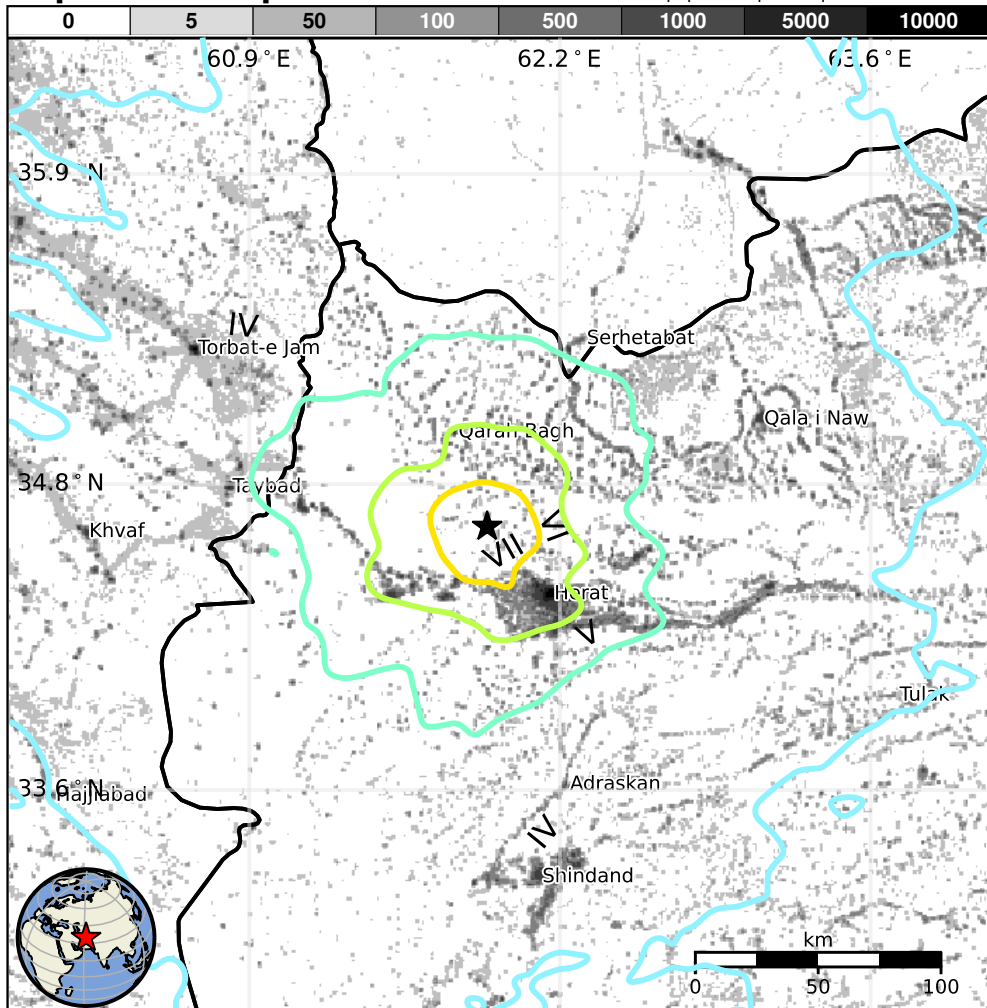 0 5 50 100 500 1000 5000 10000
60.9°E 62.2°E 63.6°E
35.9°N
IV
Torbat-e Jam
Serhetabat
Qala i Naw
Qarah Bagh
34.8°N
Taybad
Khvaf
VI
VII
Herat
V
Tulak
33.6°N
Hajjiabad
Adraskan
IV
Shindand
km
0 50 100